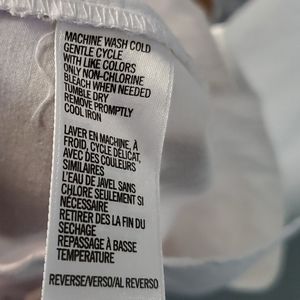 MACHINE WASH COLD
GENTLE CYCLE
WITH LIKE COLORS
ONLY NON-CHLORINE
BLEACH WHEN NEEDED
TUMBLE DRY
REMOVE PROMPTLY
COOL IRON
LAVER EN MACHINE, À
FROID, CYCLE DÉLICAT,
AVEC DES COULEURS
SIMILAIRES
L'EAU DE JAVEL SANS
CHLORE SEULEMENT SI
NÉCESSAIRE
RETIRER DÈS LA FIN DU
SÉCHAGE
REPASSAGE À BASSE
TEMPÉRATURE
REVERSE/VERSO/AL REVERSO